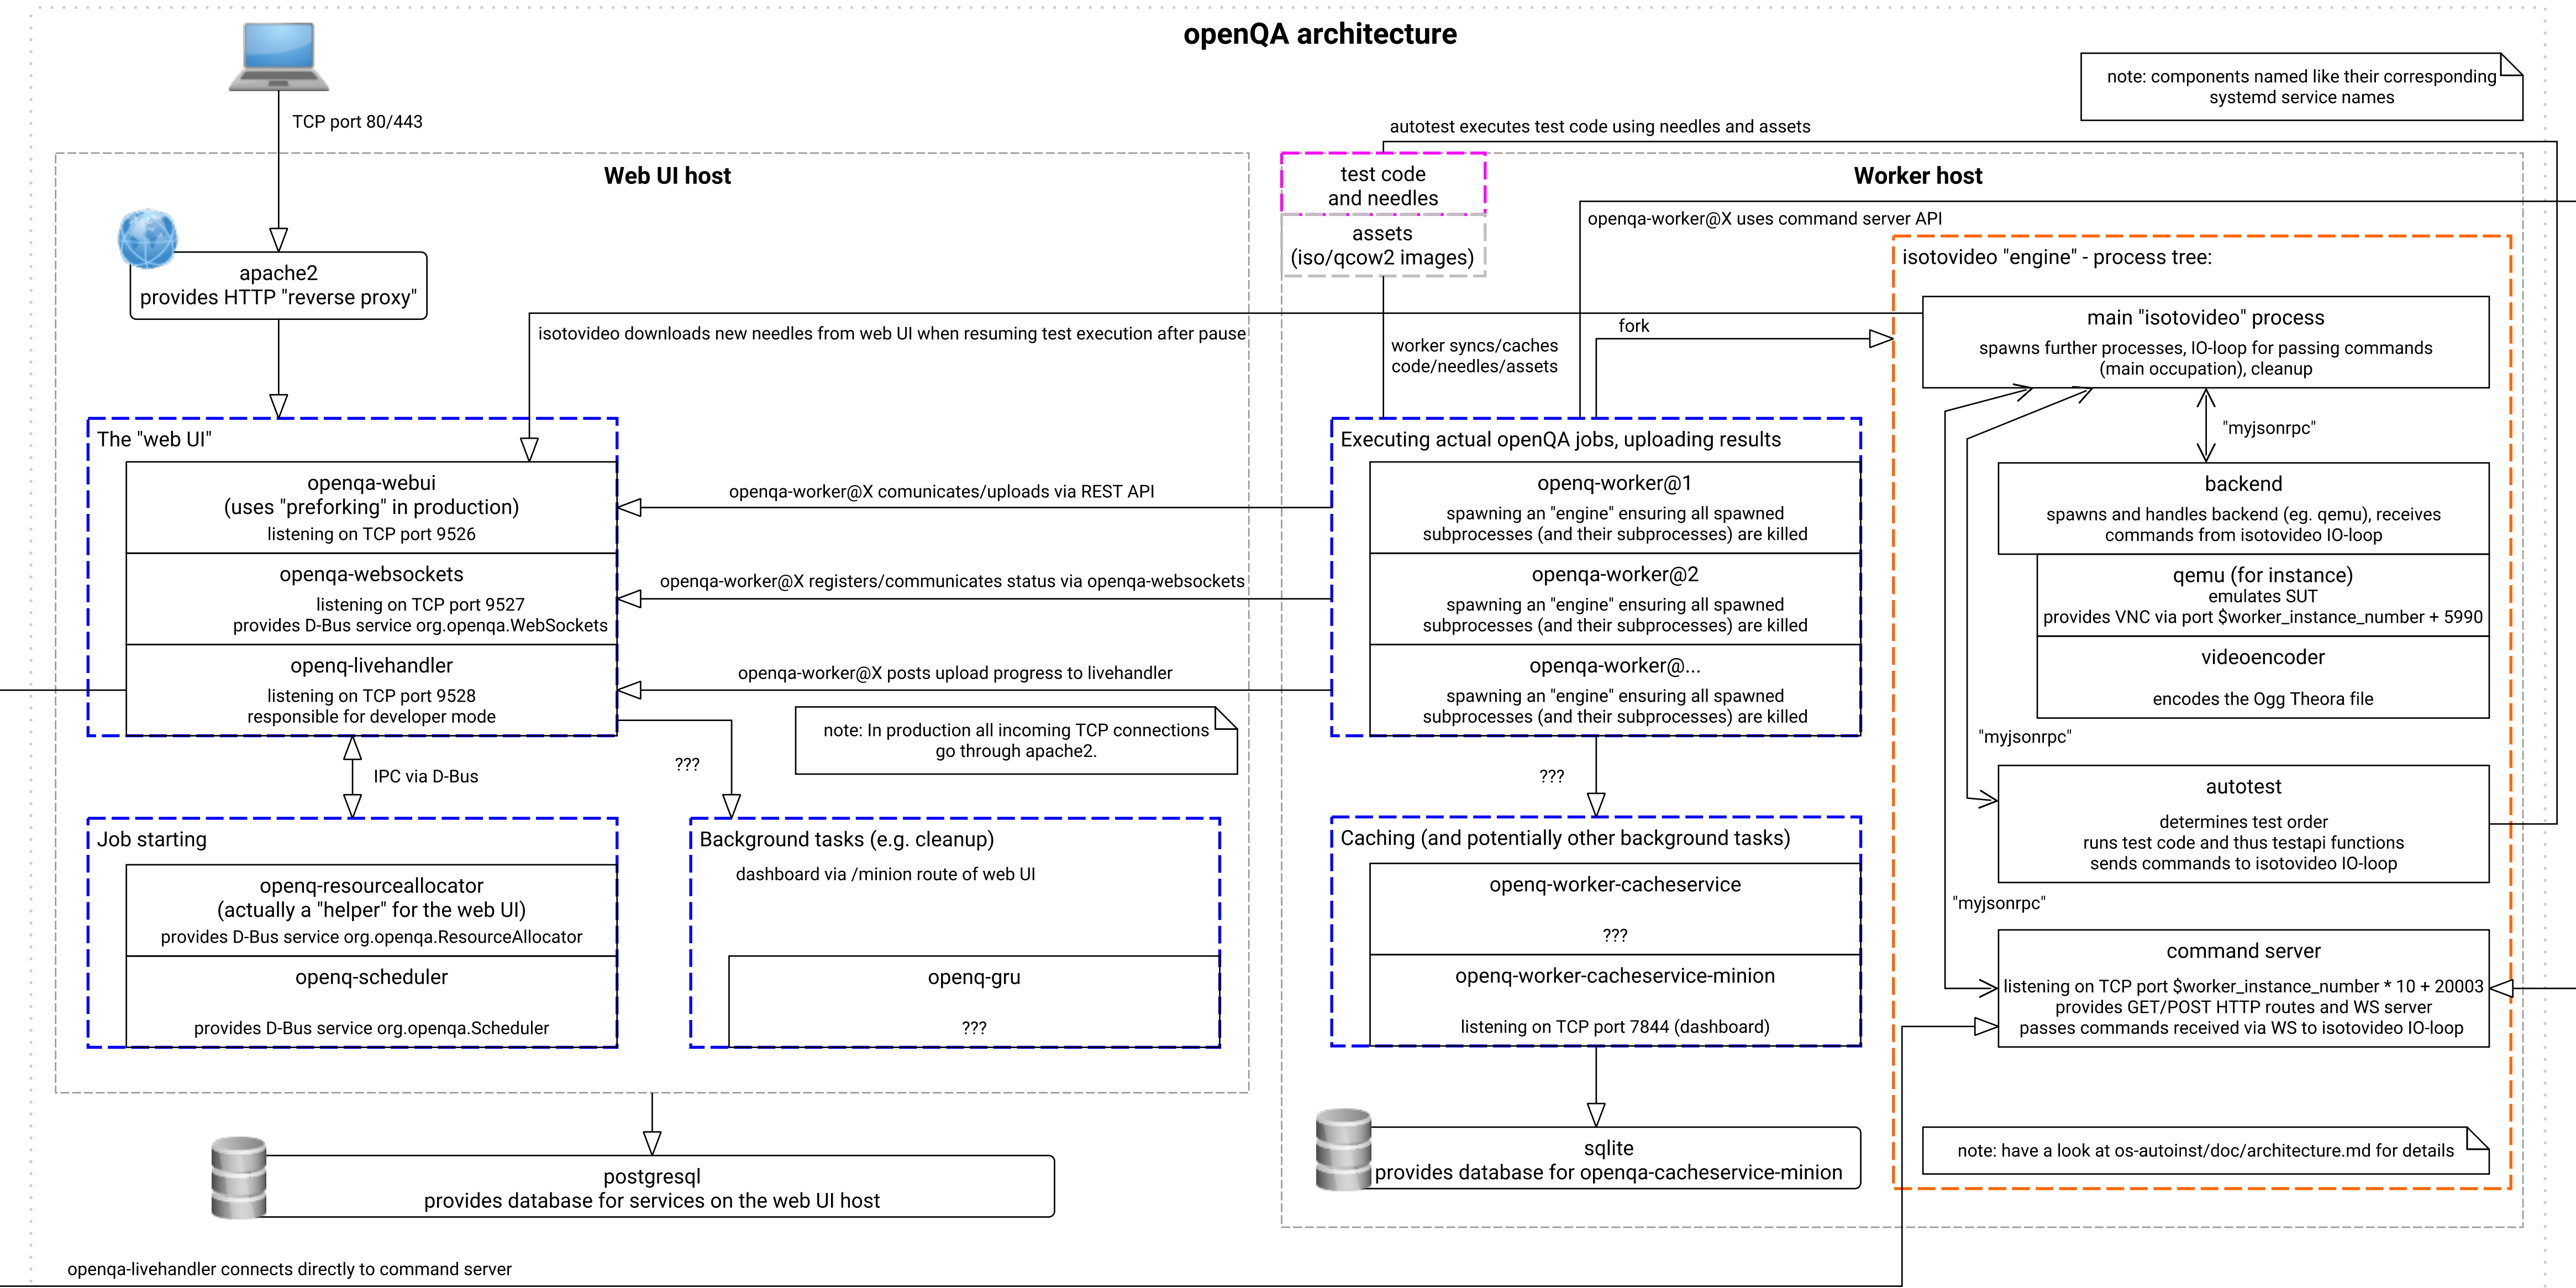 openQA architecture
note: components named like their corresponding
systemd service names
TCP port 80/443
autotest executes test code using needles and assets
Web UI host
test code
and needles
assets
(iso/qcow2 images)
Worker host
openqa-worker@X uses command server API
apache2
provides HTTP "reverse proxy"
isotovideo downloads new needles from web UI when resuming test execution after pause
worker syncs/caches
code/needles/assets
fork
isotovideo "engine" - process tree:
main "isotovideo" process
spawns further processes, IO-loop for passing commands
(main occupation), cleanup
The "web UI"
openqa-webui
(uses "preforking" in production)
listening on TCP port 9526
openqa-websockets
listening on TCP port 9527
provides D-Bus service org.openqa.WebSockets
openq-livehandler
listening on TCP port 9528
responsible for developer mode
openqa-worker@X comunicates/uploads via REST API
openqa-worker@X registers/communicates status via openqa-websockets
openqa-worker@X posts upload progress to livehandler
note: In production all incoming TCP connections
go through apache2.
Executing actual openQA jobs, uploading results
openq-worker@1
spawning an "engine" ensuring all spawned
subprocesses (and their subprocesses) are killed
openqa-worker@2
spawning an "engine" ensuring all spawned
subprocesses (and their subprocesses) are killed
openqa-worker@...
spawning an "engine" ensuring all spawned
subprocesses (and their subprocesses) are killed
"myjsonrpc"
backend
spawns and handles backend (eg. qemu), receives
commands from isotovideo IO-loop
qemu (for instance)
emulates SUT
provides VNC via port $worker_instance_number + 5990
videoencoder
encodes the Ogg Theora file
"myjsonrpc"
autotest
determines test order
runs test code and thus testapi functions
sends commands to isotovideo IO-loop
"myjsonrpc"
command server
listening on TCP port $worker_instance_number * 10 + 20003
provides GET/POST HTTP routes and WS server
passes commands received via WS to isotovideo IO-loop
note: have a look at os-autoinst/doc/architecture.md for details
IPC via D-Bus
???
???
Job starting
openq-resourceallocator
(actually a "helper" for the web UI)
provides D-Bus service org.openqa.ResourceAllocator
openq-scheduler
provides D-Bus service org.openqa.Scheduler
Background tasks (e.g. cleanup)
dashboard via /minion route of web UI
openq-gru
???
Caching (and potentially other background tasks)
openq-worker-cacheservice
???
openq-worker-cacheservice-minion
listening on TCP port 7844 (dashboard)
postgresql
provides database for services on the web UI host
sqlite
provides database for openqa-cacheservice-minion
openqa-livehandler connects directly to command server